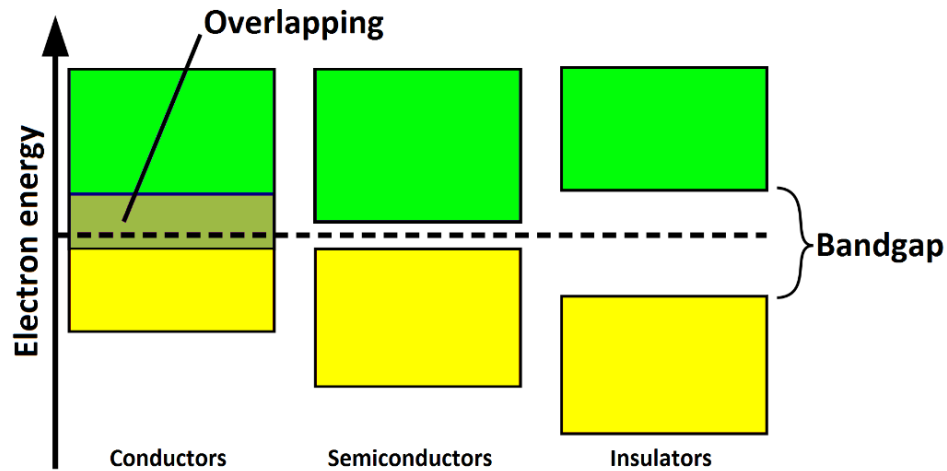 Overlapping
Electron energy
Bandgap
Conductors
Semiconductors
Insulators